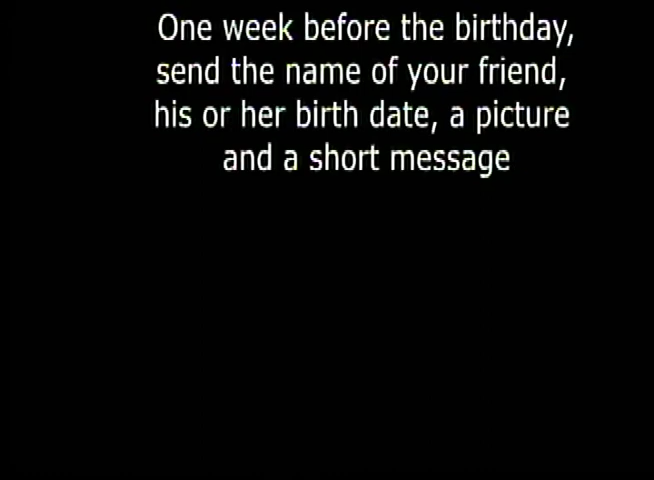 One week before the birthday,
send the name of your friend,
his or her birth date, a picture
and a short message